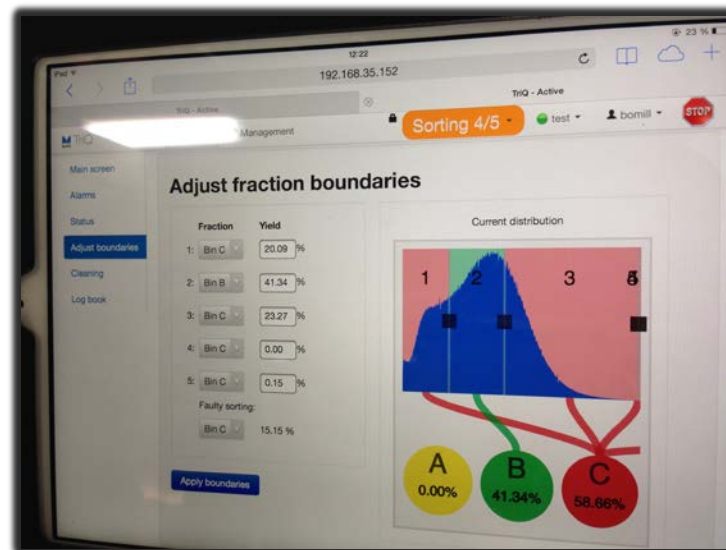 iPad
12:22
23 %
192.168.35.152
TriQ - Active
TriQ - Active
TriQ
Management
Sorting 4/5
test
bomill
STOP
Main screen
Alarms
Status
Adjust boundaries
Cleaning
Log book
Adjust fraction boundaries
Fraction Yield
1: Bin C 20.09 %
2: Bin B 41.34 %
3: Bin C 23.27 %
4: Bin C 0.00 %
5: Bin C 0.15 %
Faulty sorting:
Bin C 15.15 %
Apply boundaries
Current distribution
1 2 3
A
0.00%
B
41.34%
C
58.66%